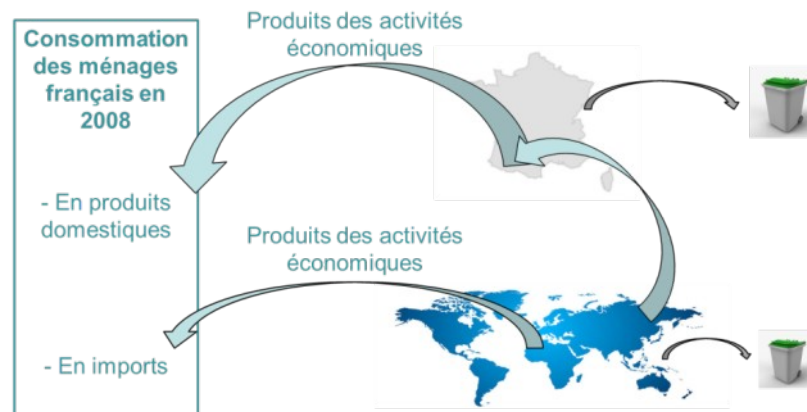 Consommation
des ménages
français en
2008
- En produits
domestiques
- En imports
Produits des activités
économiques
Produits des activités
économiques